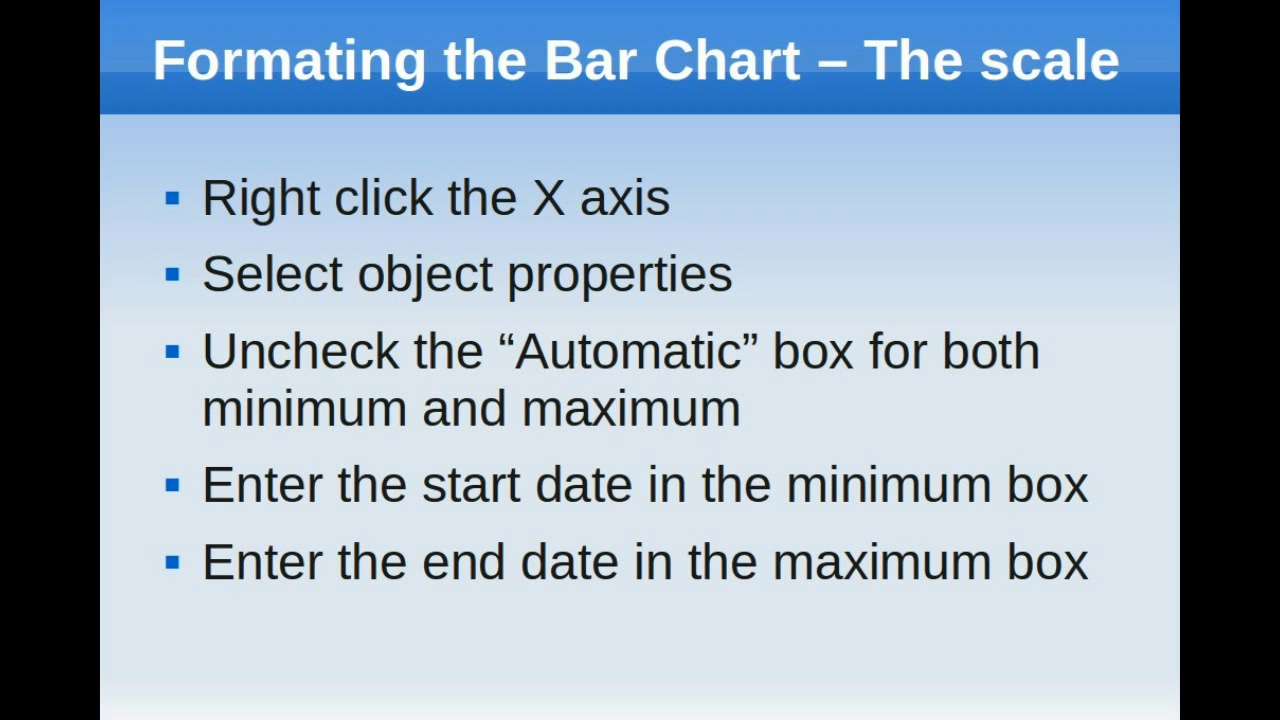 Formating the Bar Chart – The scale
Right click the X axis
Select object properties
Uncheck the “Automatic” box for both
minimum and maximum
Enter the start date in the minimum box
Enter the end date in the maximum box